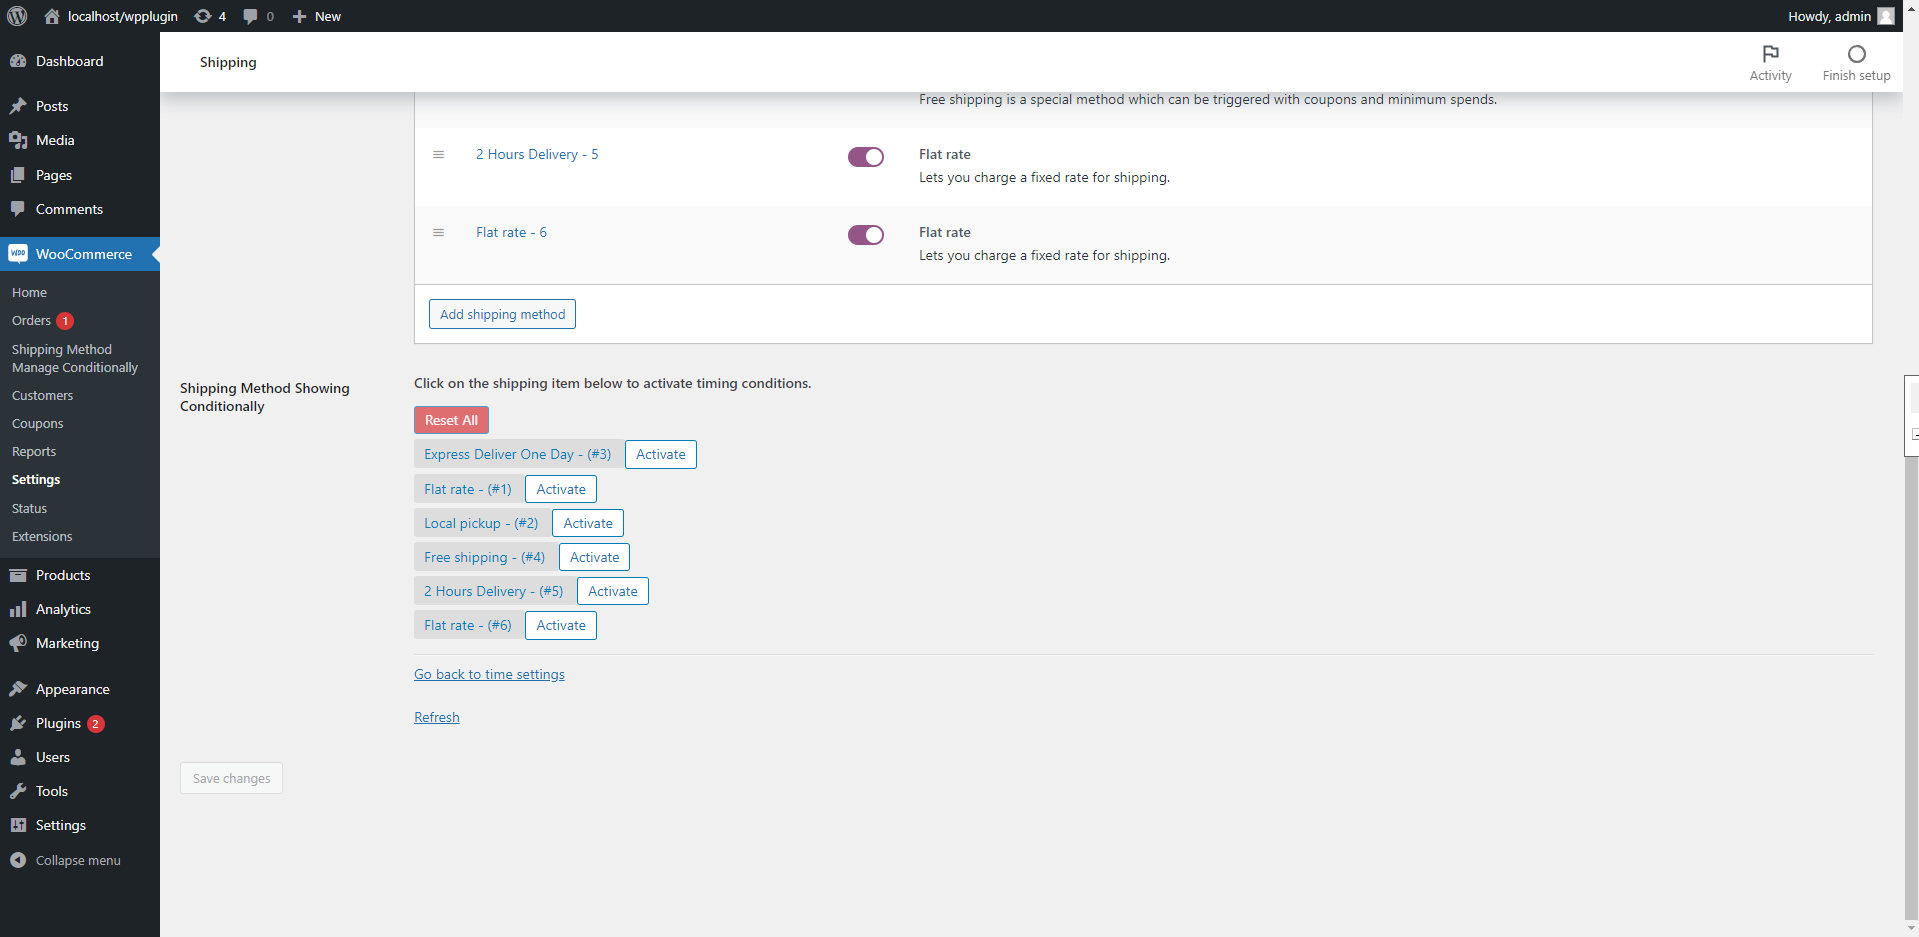 localhost/wpplugin 4 0 New Howdy, admin
Dashboard
Posts
Media
Pages
Comments
WooCommerce
Home
Orders 1
Shipping Method
Manage Conditionally
Customers
Coupons
Reports
Settings
Status
Extensions
Products
Analytics
Marketing
Appearance
Plugins 2
Users
Tools
Settings
Collapse menu
Shipping
Activity
Finish setup
Free shipping is a special method which can be triggered with coupons and minimum spends.
2 Hours Delivery - 5
Flat rate
Lets you charge a fixed rate for shipping.
Flat rate - 6
Flat rate
Lets you charge a fixed rate for shipping.
Add shipping method
Shipping Method Showing
Conditionally
Click on the shipping item below to activate timing conditions.
Reset All
Express Deliver One Day - (#3) Activate
Flat rate - (#1) Activate
Local pickup - (#2) Activate
Free shipping - (#4) Activate
2 Hours Delivery - (#5) Activate
Flat rate - (#6) Activate
Go back to time settings
Refresh
Save changes